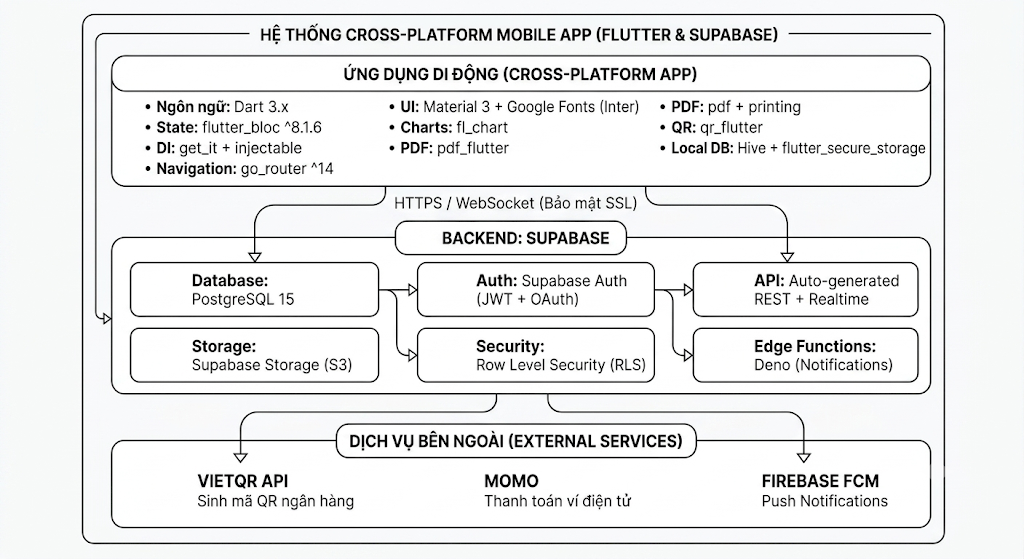 HỆ THỐNG CROSS-PLATFORM MOBILE APP (FLUTTER & SUPABASE)
ỨNG DỤNG DI ĐỘNG (CROSS-PLATFORM APP)
• Ngôn ngữ: Dart 3.x
• State: flutter_bloc ^8.1.6
• DI: get_it + injectable
• Navigation: go_router ^14
• UI: Material 3 + Google Fonts (Inter)
• Charts: fl_chart
• PDF: pdf_flutter
• PDF: pdf + printing
• QR: qr_flutter
• Local DB: Hive + flutter_secure_storage
HTTPS / WebSocket (Bảo mật SSL)
BACKEND: SUPABASE
Database:
PostgreSQL 15
Auth: Supabase Auth
(JWT + OAuth)
API: Auto-generated
REST + Realtime
Storage:
Supabase Storage (S3)
Security:
Row Level Security (RLS)
Edge Functions:
Deno (Notifications)
DỊCH VỤ BÊN NGOÀI (EXTERNAL SERVICES)
VIETQR API
Sinh mã QR ngân hàng
MOMO
Thanh toán ví điện tử
FIREBASE FCM
Push Notifications